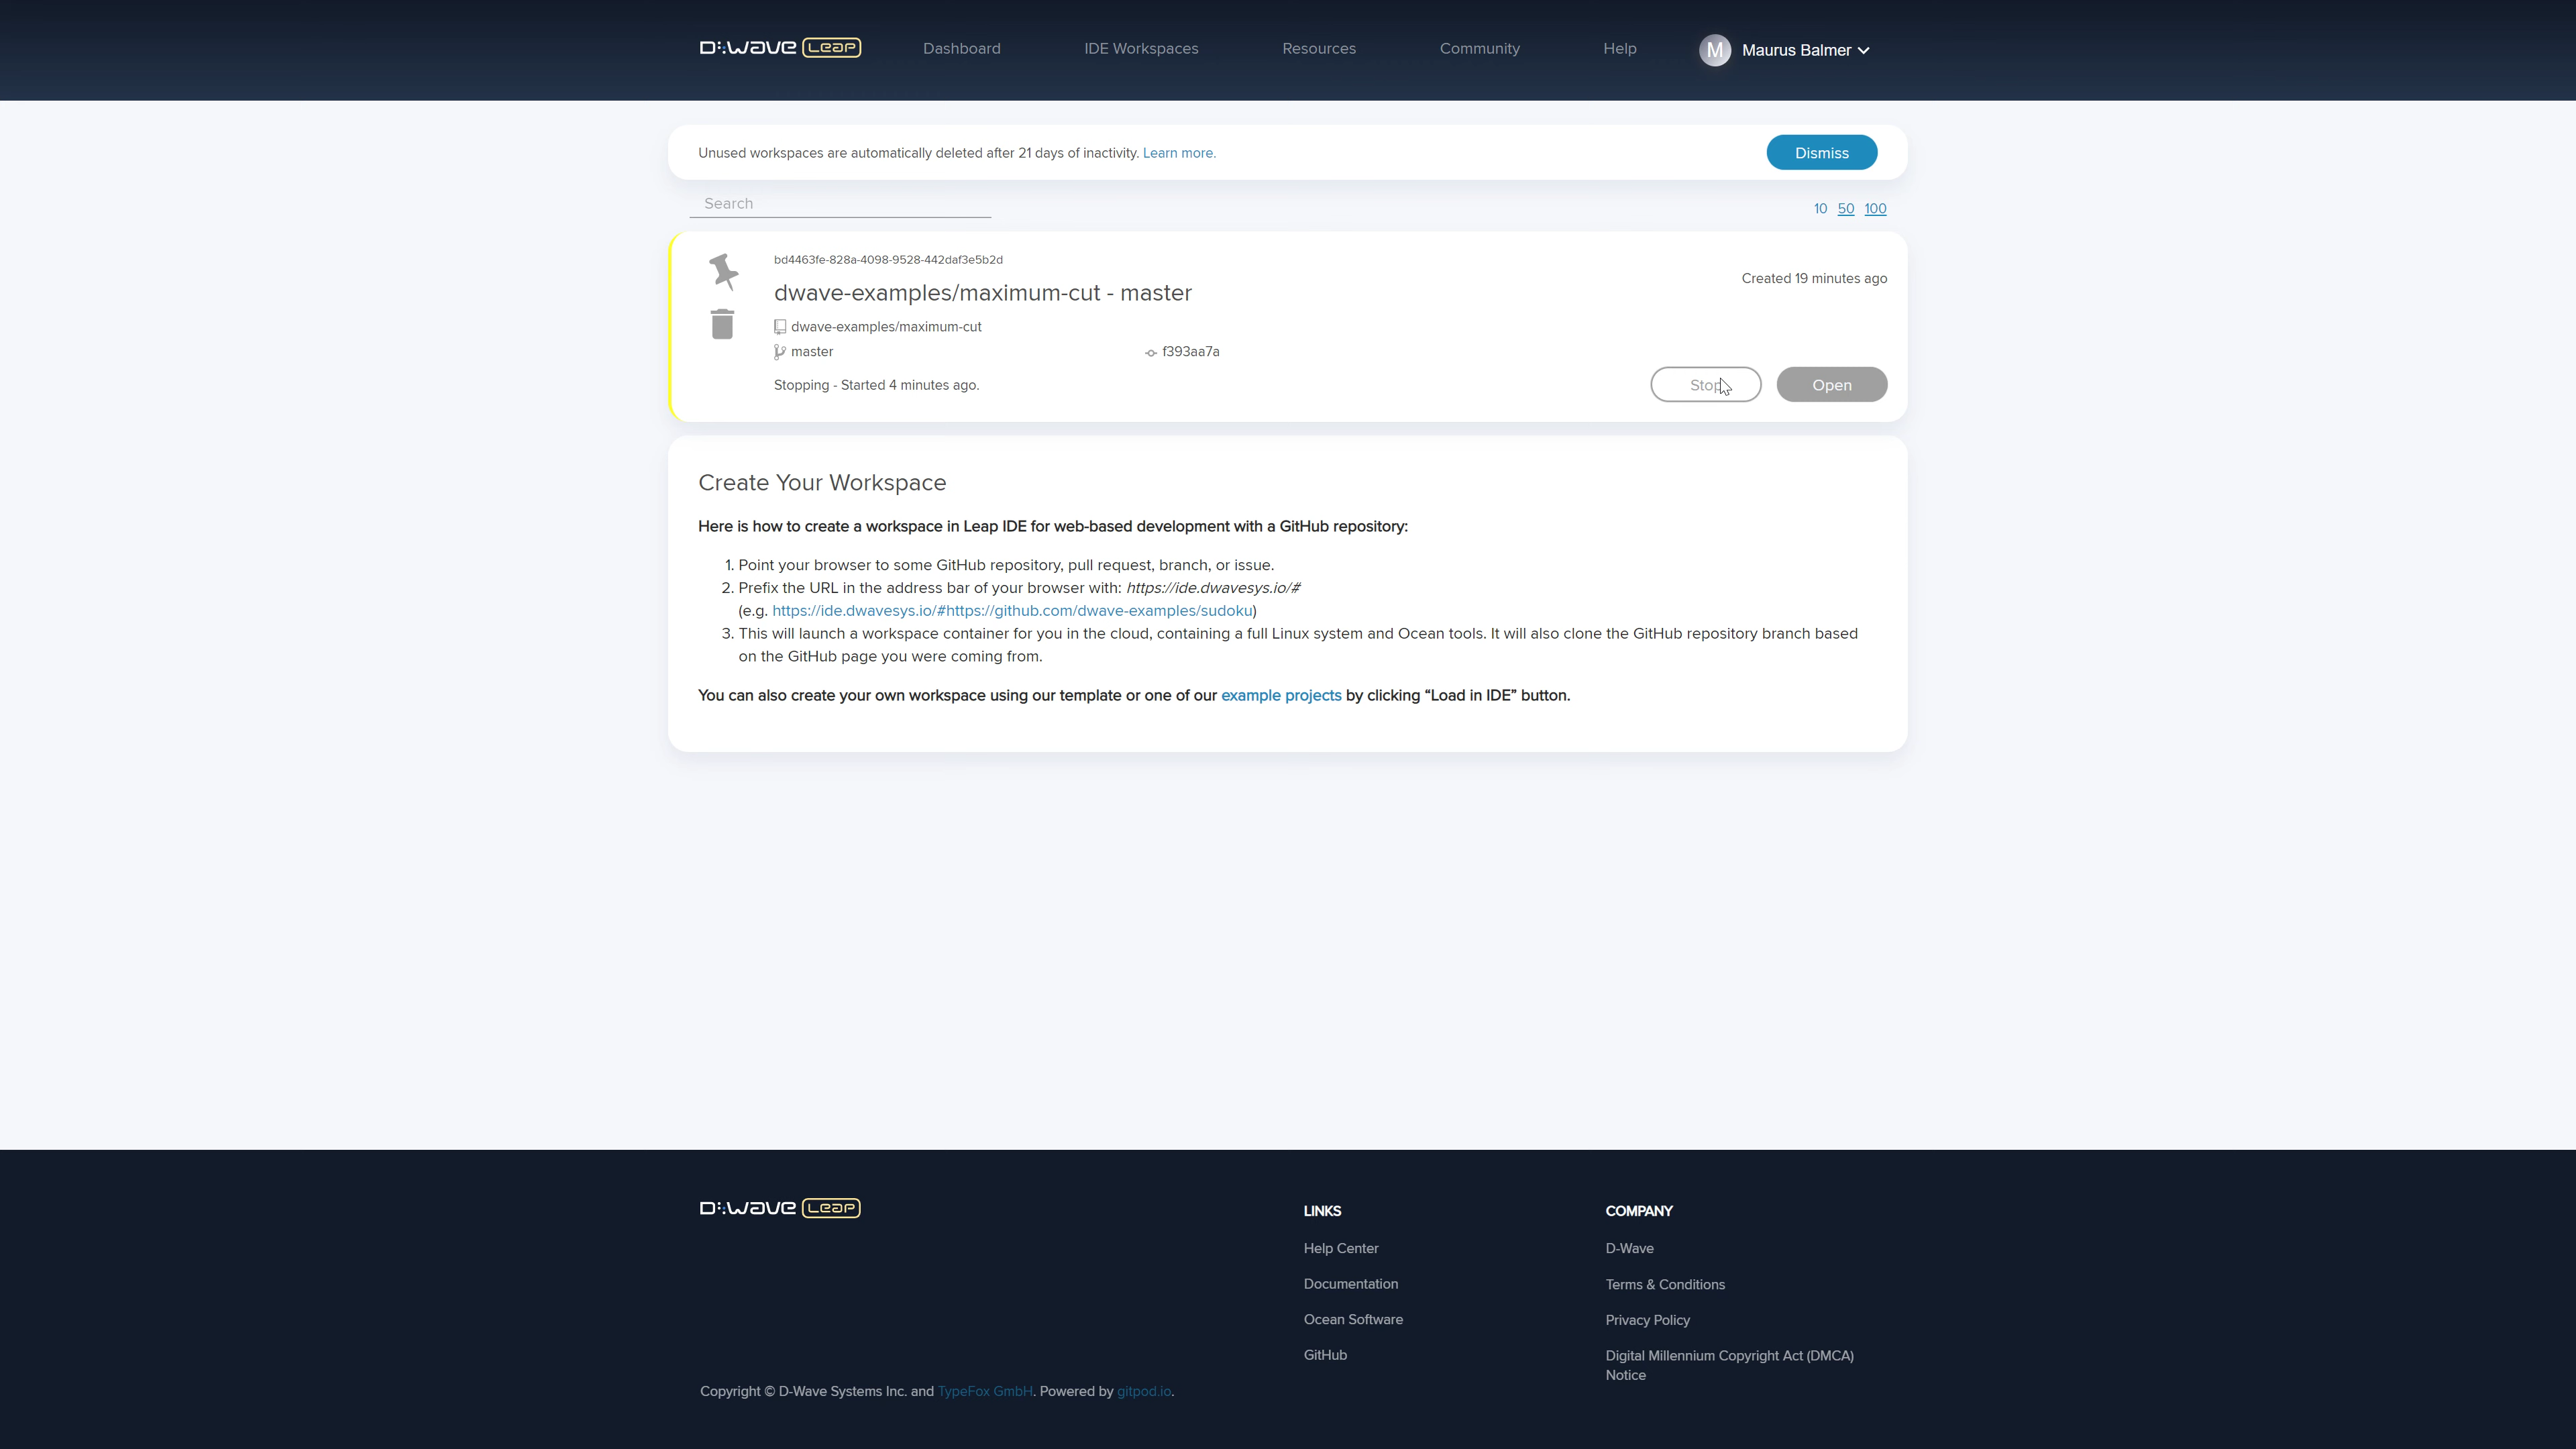 D:Wave Leap
Dashboard
IDE Workspaces
Resources
Community
Help
M
Maurus Balmer
Unused workspaces are automatically deleted after 21 days of inactivity. Learn more.
Dismiss
Search
10 50 100
bd4463fe-828a-4098-9528-442daf3e5b2d
Created 19 minutes ago
dwave-examples/maximum-cut - master
dwave-examples/maximum-cut
master
f393aa7a
Stopping - Started 4 minutes ago.
Stop
Open
Create Your Workspace
Here is how to create a workspace in Leap IDE for web-based development with a GitHub repository:
1. Point your browser to some GitHub repository, pull request, branch, or issue.
2. Prefix the URL in the address bar of your browser with: https://ide.dwavesys.io/#
(e.g. https://ide.dwavesys.io/#https://github.com/dwave-examples/sudoku)
3. This will launch a workspace container for you in the cloud, containing a full Linux system and Ocean tools. It will also clone the GitHub repository branch based
on the GitHub page you were coming from.
You can also create your own workspace using our template or one of our example projects by clicking “Load in IDE” button.
D:Wave Leap
LINKS
Help Center
Documentation
Ocean Software
GitHub
COMPANY
D-Wave
Terms & Conditions
Privacy Policy
Digital Millennium Copyright Act (DMCA)
Notice
Copyright © D-Wave Systems Inc. and TypeFox GmbH. Powered by gitpod.io.